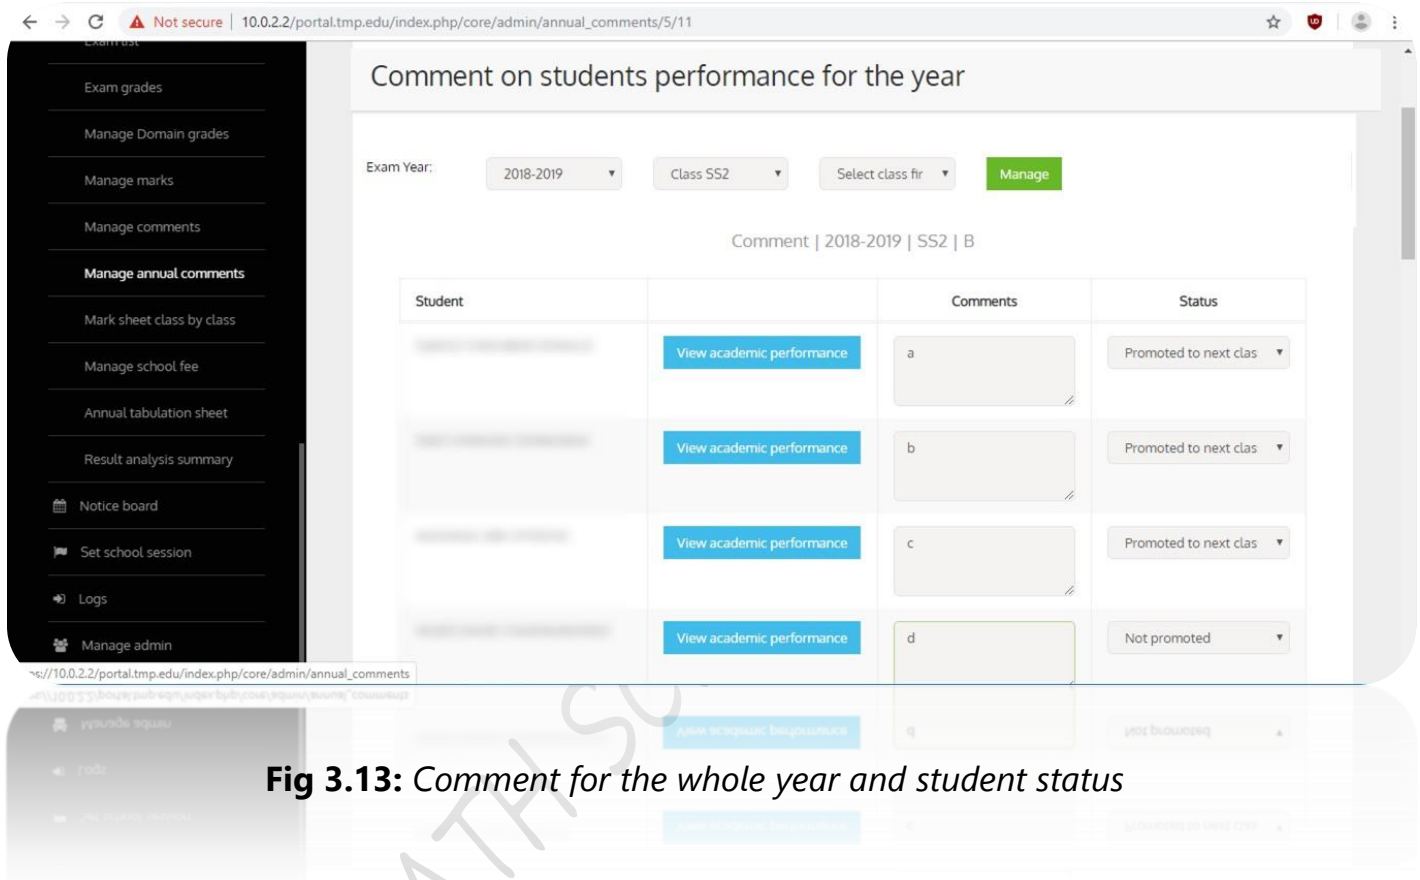 Not secure | 10.0.2.2/portal.tmp.edu/index.php/core/admin/annual_comments/5/11
Exam list
Exam grades
Manage Domain grades
Manage marks
Manage comments
Manage annual comments
Mark sheet class by class
Manage school fee
Annual tabulation sheet
Result analysis summary
Notice board
Set school session
Logs
Manage admin
Comment on students performance for the year
Exam Year: 2018-2019 Class SS2 Select class fir Manage
Comment | 2018-2019 | SS2 | B
Student Comments Status
View academic performance a Promoted to next clas
View academic performance b Promoted to next clas
View academic performance c Promoted to next clas
View academic performance d Not promoted
s://10.0.2.2/portal.tmp.edu/index.php/core/admin/annual_comments
Fig 3.13: Comment for the whole year and student status